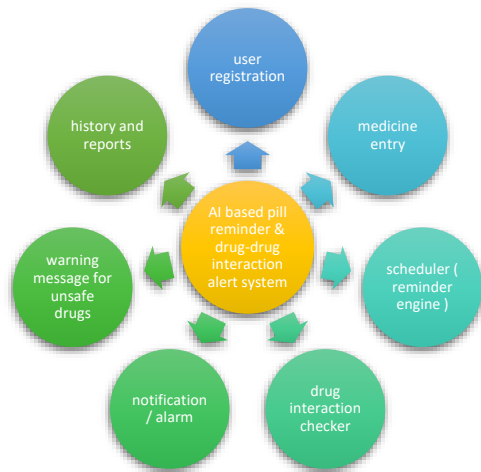 user
registration
medicine
entry
scheduler (
reminder
engine )
drug
interaction
checker
notification
/ alarm
warning
message for
unsafe
drugs
history and
reports
AI based pill
reminder &
drug-drug
interaction
alert system